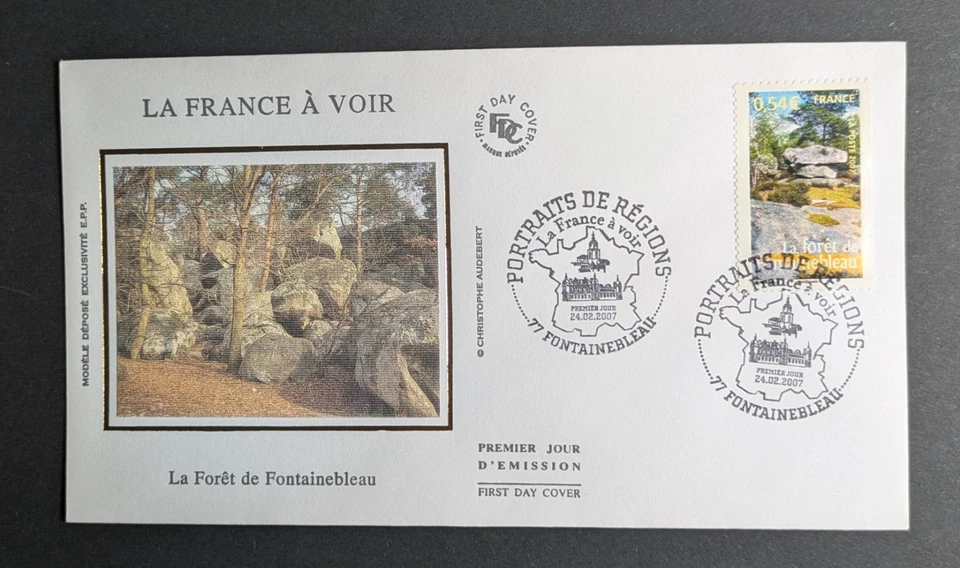 LA FRANCE À VOIR
MODÈLE DÉPOSÉ EXCLUSIVITÉ E.P.P.
La Forêt de Fontainebleau
FIRST DAY COVER
FDC
MARQUE DÉPOSÉE
© CHRISTOPHE AUDEBERT
PORTRAITS DE RÉGIONS
La France à voir
PREMIER JOUR
24.02.2007
77 FONTAINEBLEAU
PREMIER JOUR
D'EMISSION
FIRST DAY COVER
0,54€ FRANCE
La forêt de
PORTRAITS DE RÉGIONS
La France à voir
PREMIER JOUR
24.02.2007
77 FONTAINEBLEAU